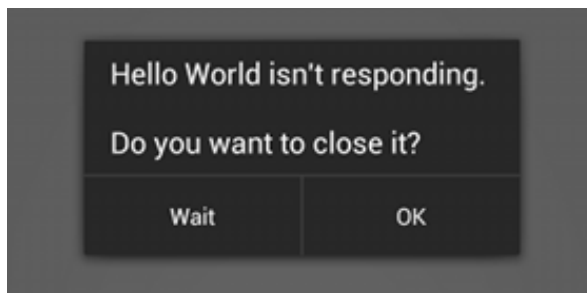 Hello World isn't responding.
Do you want to close it?
Wait
OK